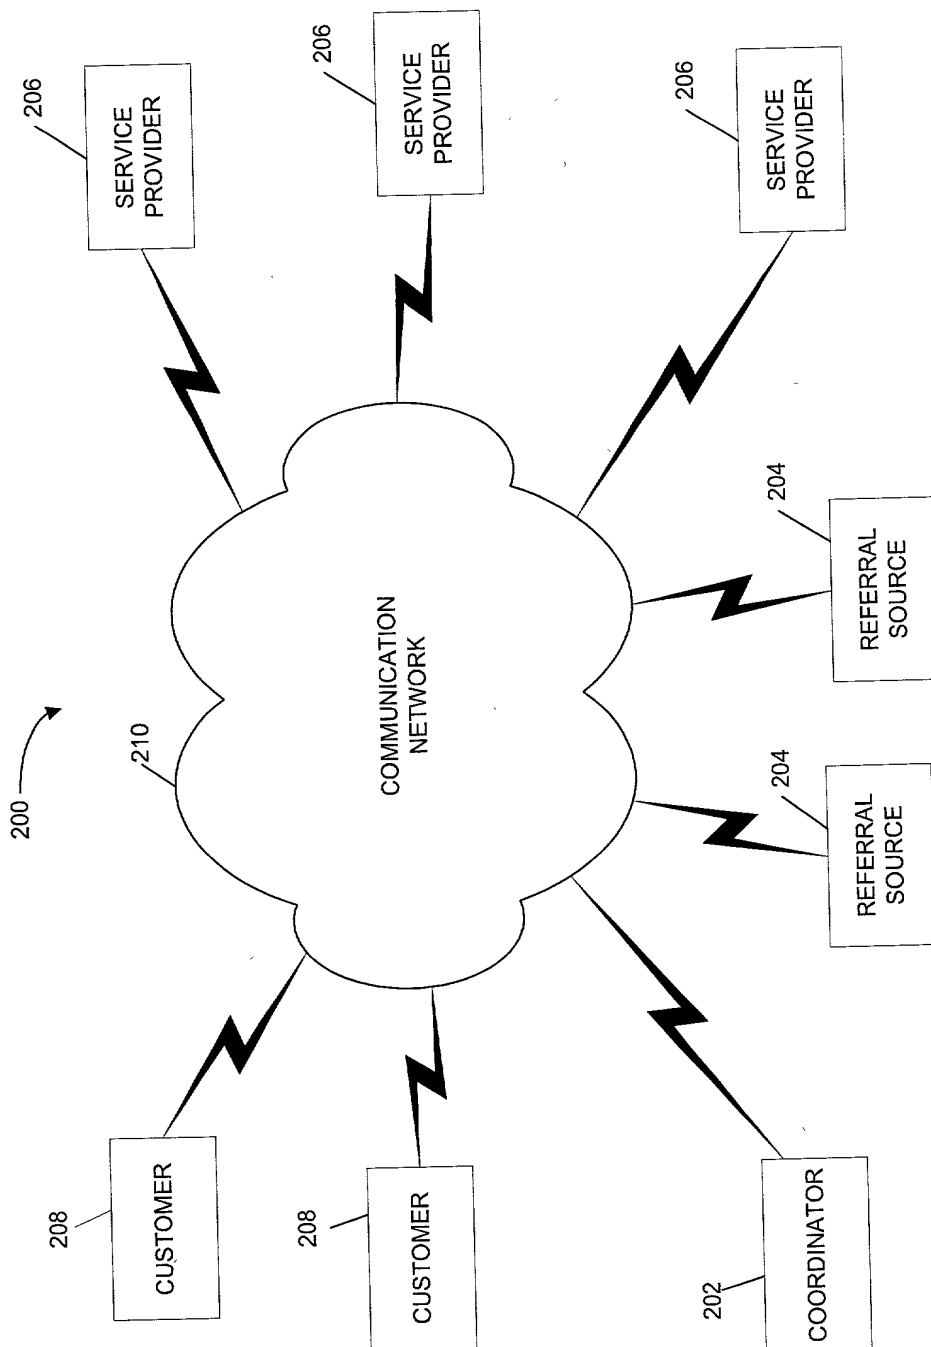 200
208
CUSTOMER
208
CUSTOMER
202
COORDINATOR
210
COMMUNICATION
NETWORK
204
REFERRAL
SOURCE
204
REFERRAL
SOURCE
206
SERVICE
PROVIDER
206
SERVICE
PROVIDER
206
SERVICE
PROVIDER